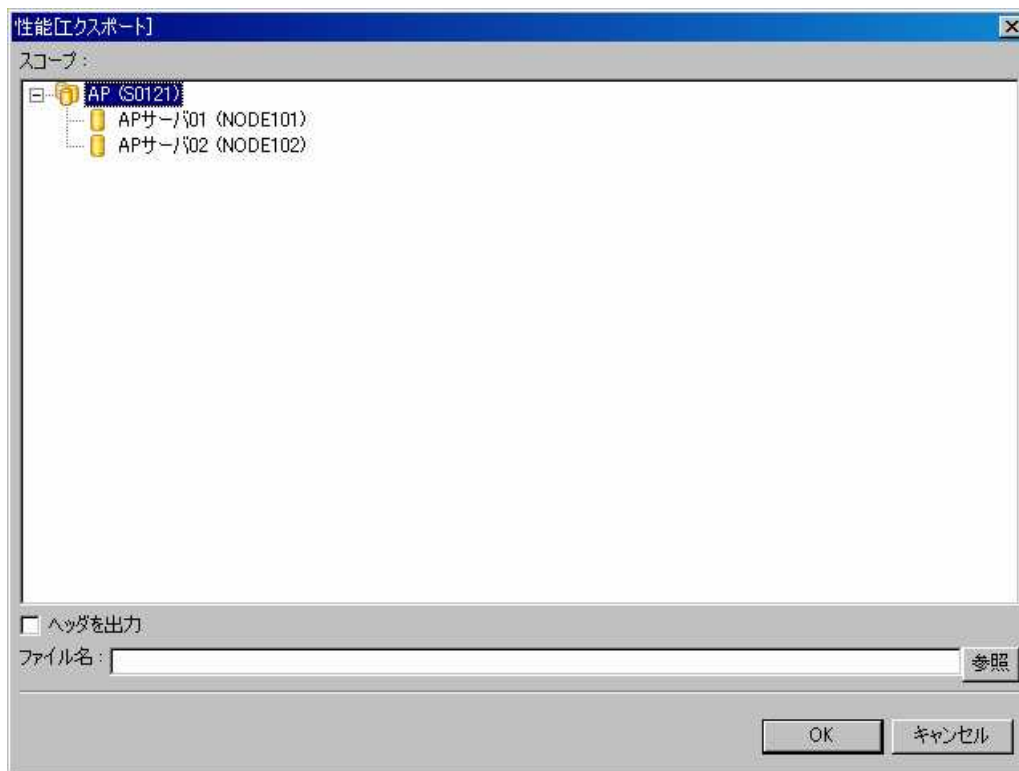 性能[エクスポート]
スコープ :
AP (S0121)
APサーバ01 (NODE101)
APサーバ02 (NODE102)
ヘッダを出力
ファイル名 :
参照
OK
キャンセル